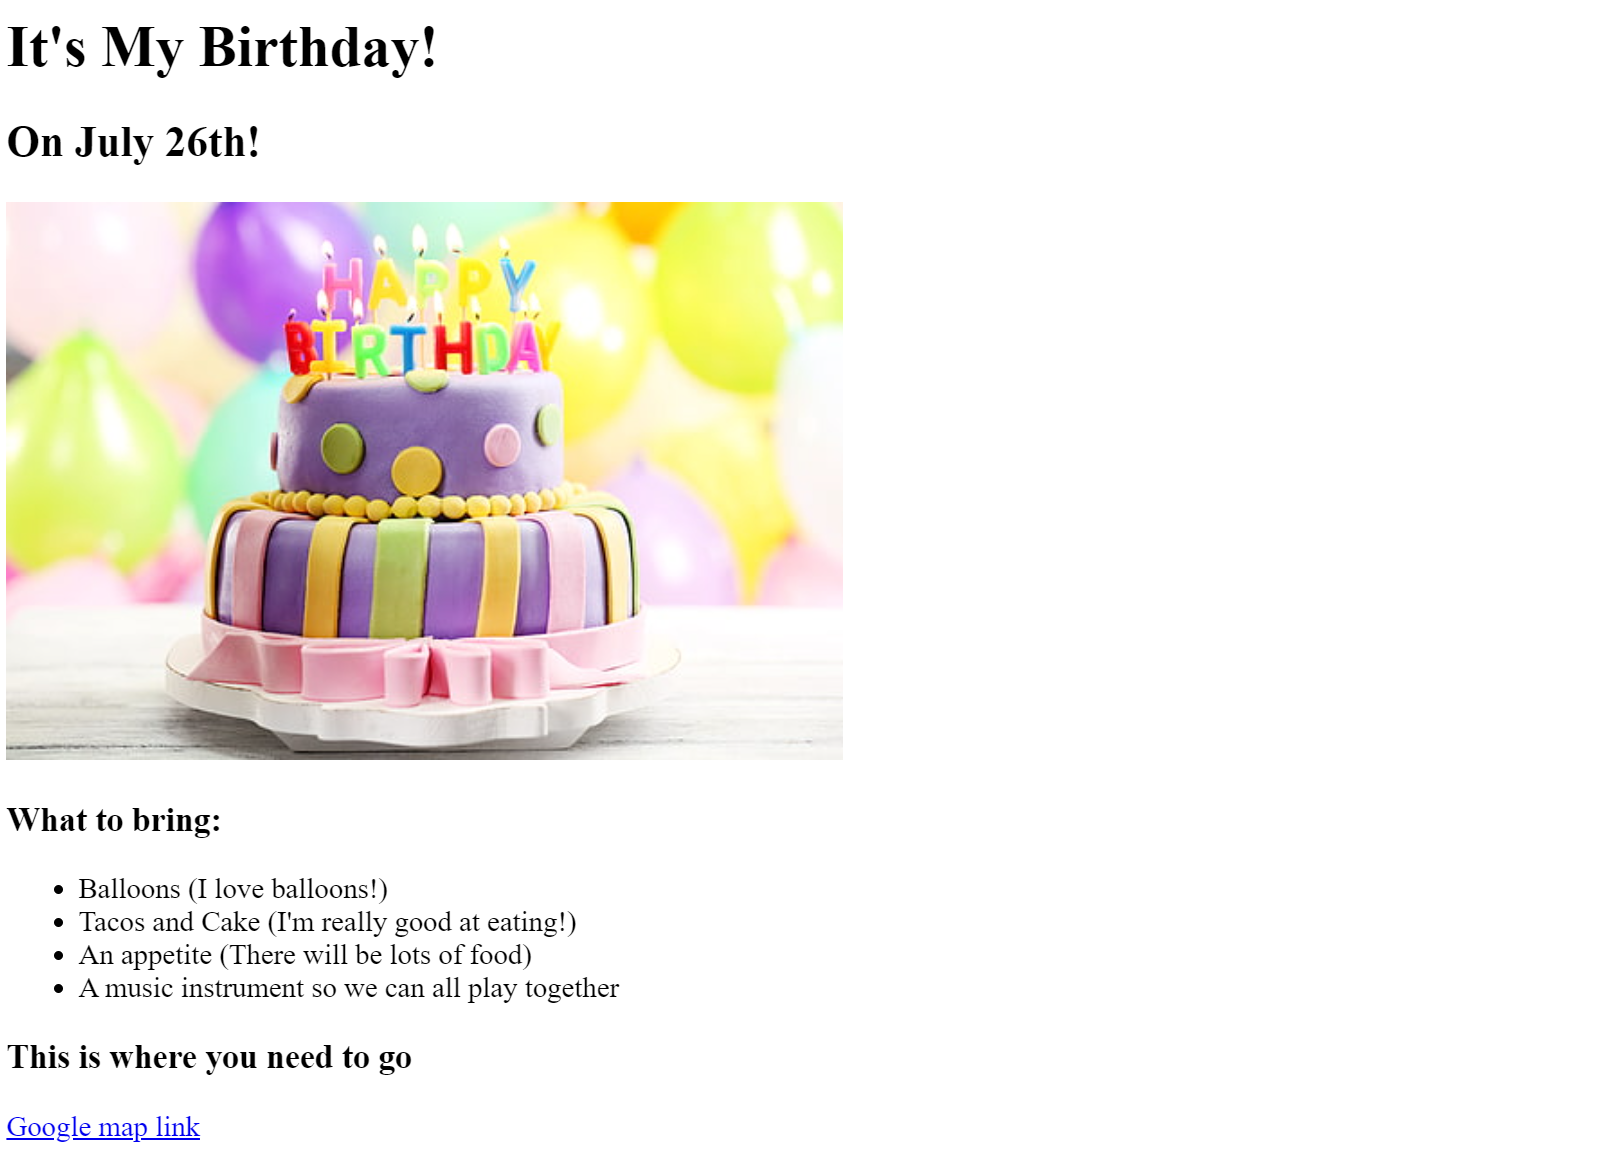 It's My Birthday!
On July 26th!
HAPPY
BIRTHDAY
What to bring:
Balloons (I love balloons!)
Tacos and Cake (I'm really good at eating!)
An appetite (There will be lots of food)
A music instrument so we can all play together
This is where you need to go
Google map link